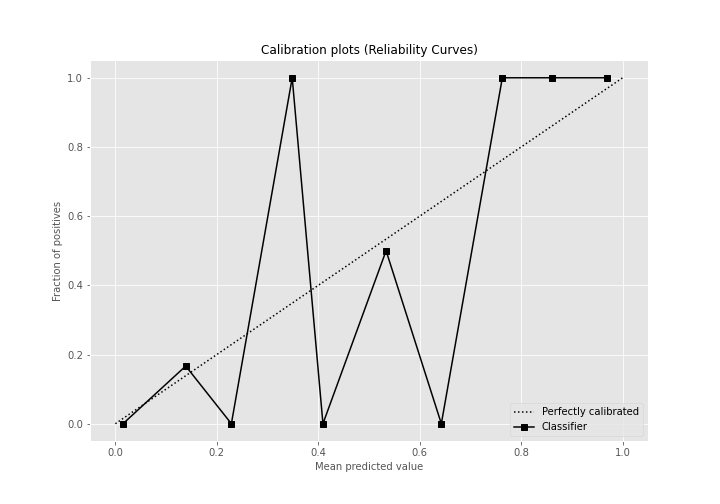 Calibration plots (Reliability Curves)
1.0
0.8
0.6
0.4
0.2
0.0
Fraction of positives
0.0 0.2 0.4 0.6 0.8 1.0
Mean predicted value
Perfectly calibrated
Classifier